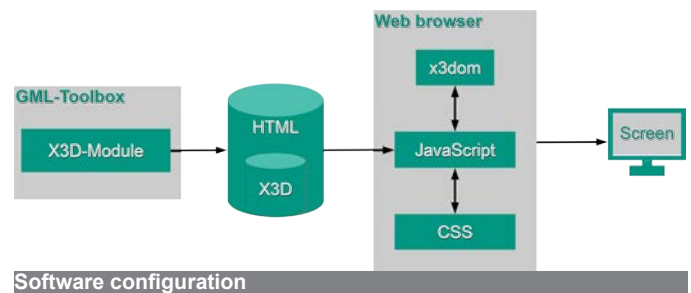 Web browser
x3dom
GML-Toolbox
HTML
X3D-Module
JavaScript
Screen
X3D
CSS
Software configuration